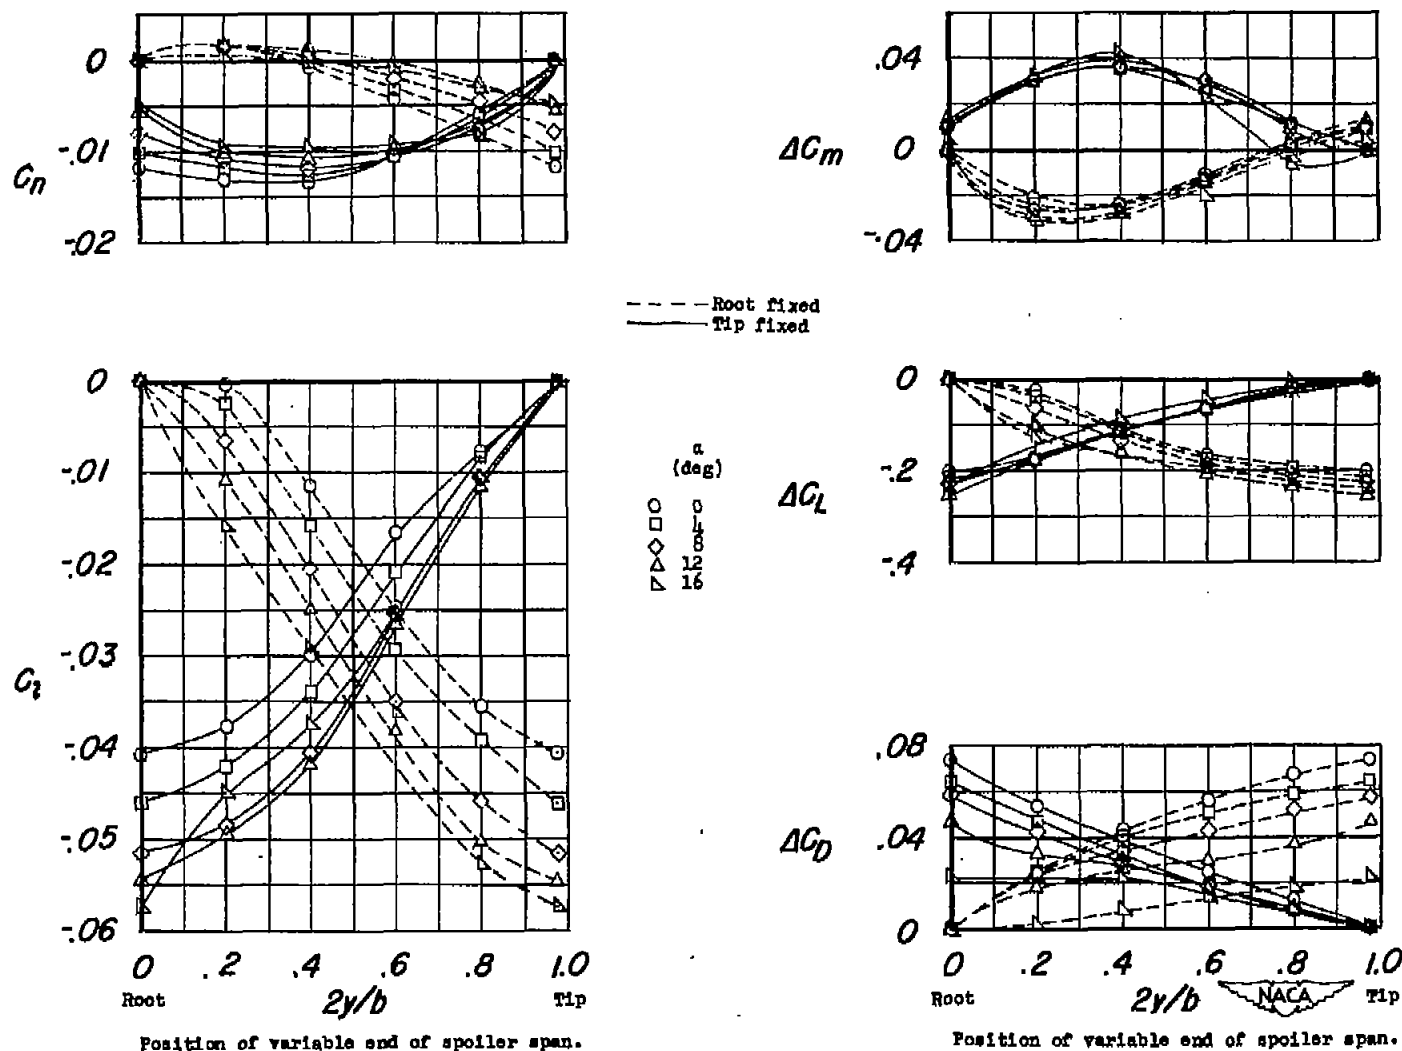 0
-.01
-.02
Cn
.04
0
-.04
ΔCm
Root fixed
Tip fixed
0
-.01
-.02
-.03
-.04
-.05
-.06
Cl
α
(deg)
0
4
8
12
16
0
-.2
-.4
ΔCL
.08
.04
0
ΔCD
0 .2 .4 .6 .8 1.0
Root 2y/b Tip
Position of variable end of spoiler span.
0 .2 .4 .6 .8 1.0
Root 2y/b NACA Tip
Position of variable end of spoiler span.